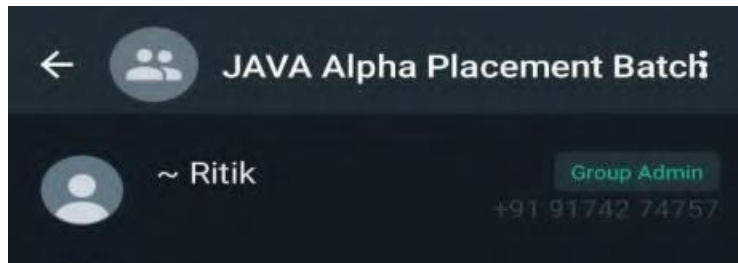 JAVA Alpha Placement Batch
~ Ritik
Group Admin
+91 91742 74757